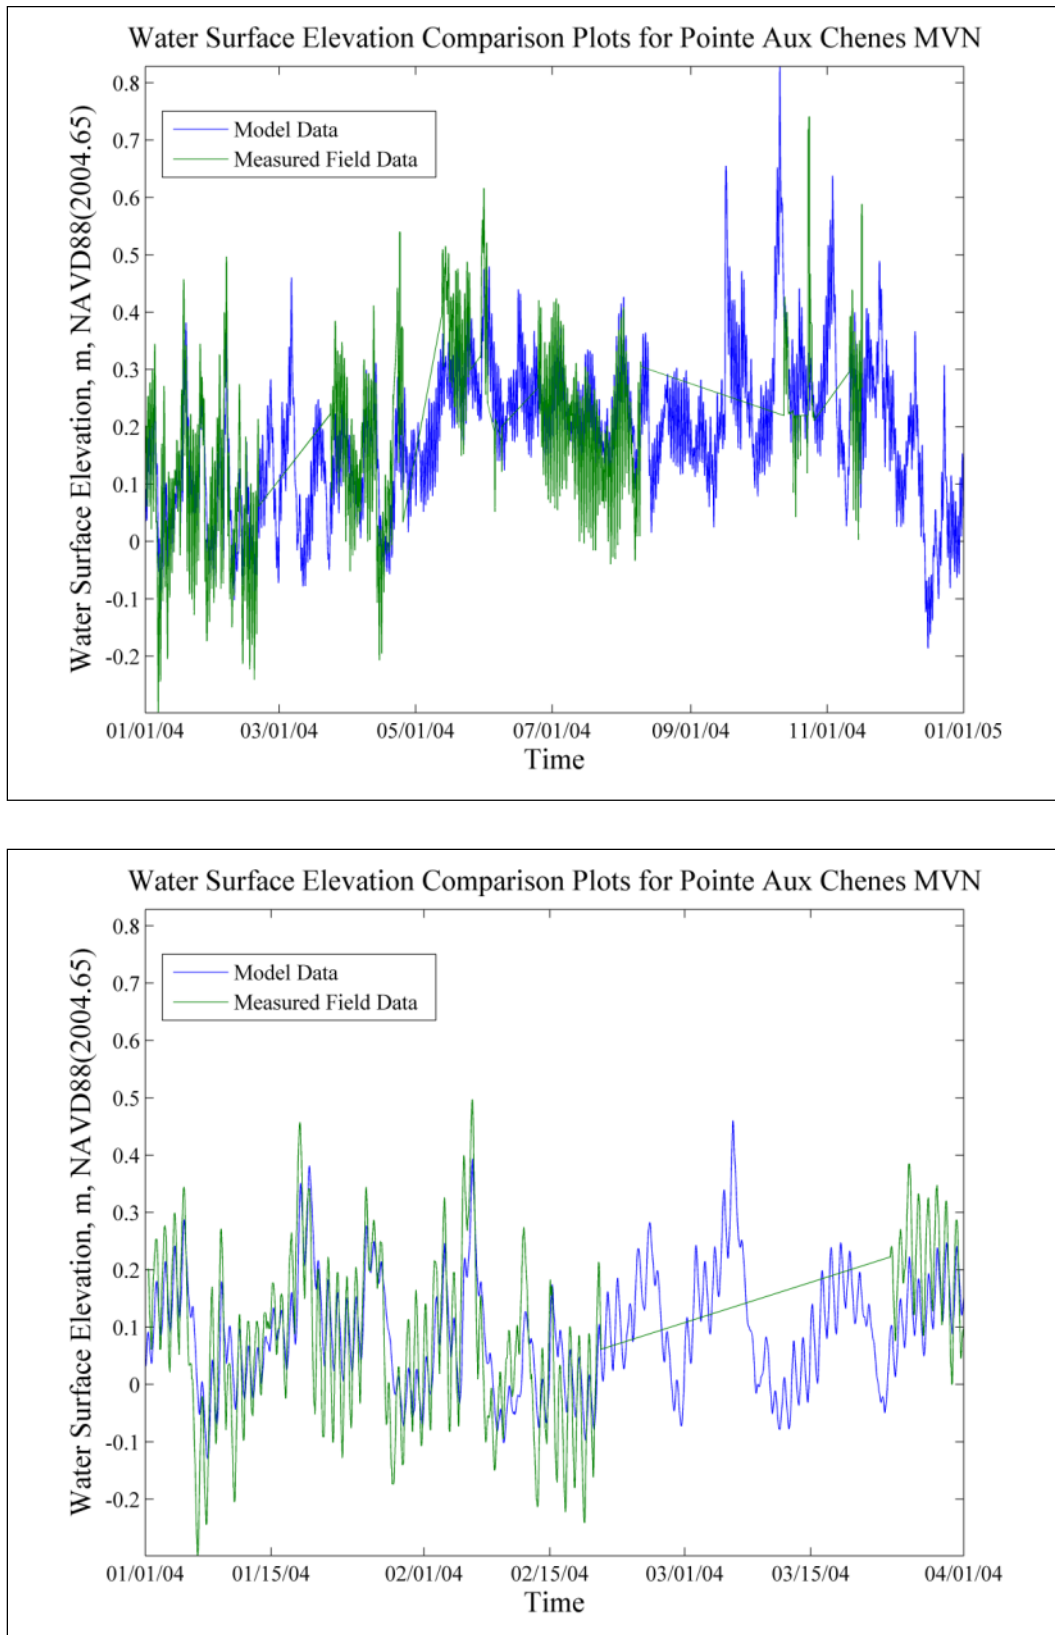 Water Surface Elevation Comparison Plots for Pointe Aux Chenes MVN
Water Surface Elevation, m, NAVD88(2004.65)
0.8
0.7
0.6
0.5
0.4
0.3
0.2
0.1
0
-0.1
-0.2
Model Data
Measured Field Data
01/01/04 03/01/04 05/01/04 07/01/04 09/01/04 11/01/04 01/01/05
Time
Water Surface Elevation Comparison Plots for Pointe Aux Chenes MVN
Water Surface Elevation, m, NAVD88(2004.65)
0.8
0.7
0.6
0.5
0.4
0.3
0.2
0.1
0
-0.1
-0.2
Model Data
Measured Field Data
01/01/04 01/15/04 02/01/04 02/15/04 03/01/04 03/15/04 04/01/04
Time